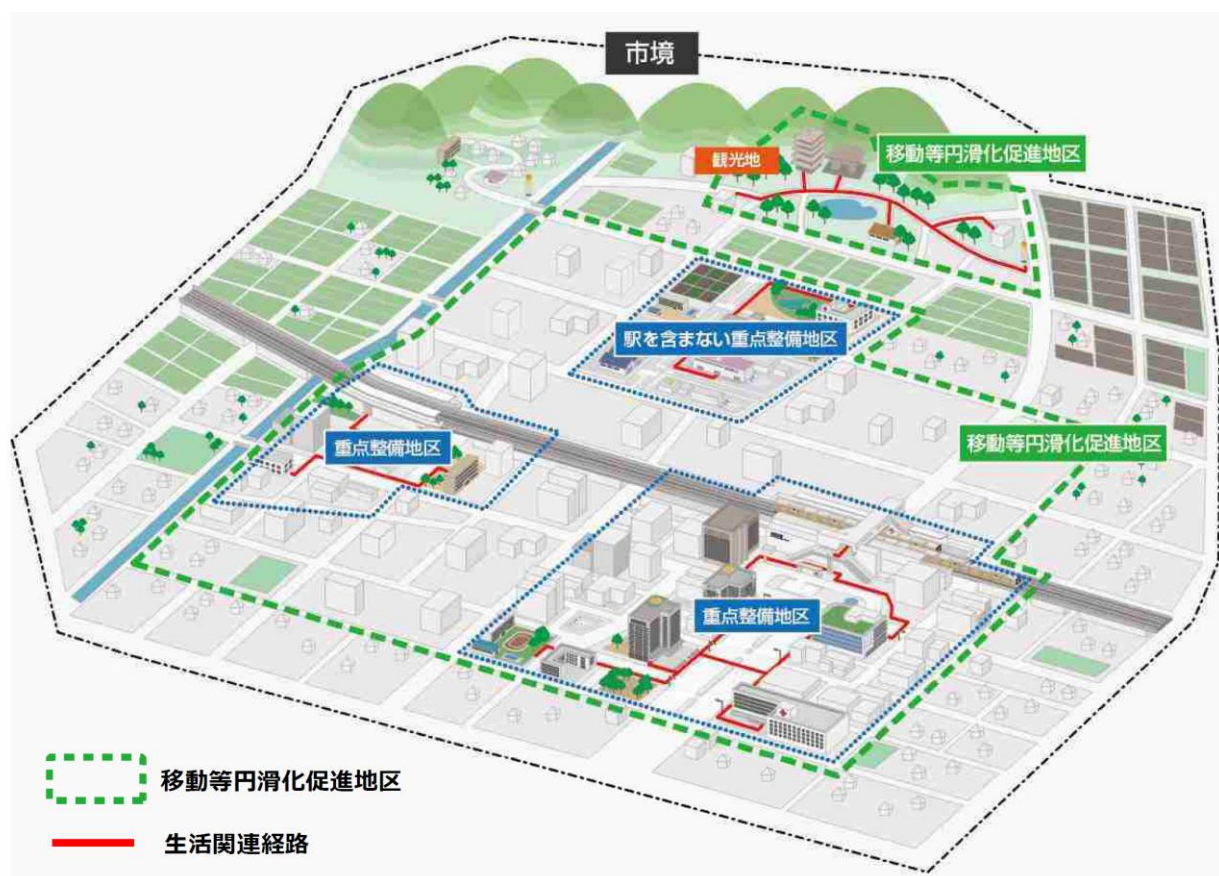 市境
移動等円滑化促進地区
観光地
駅を含まない重点整備地区
重点整備地区
移動等円滑化促進地区
重点整備地区
移動等円滑化促進地区
生活関連経路